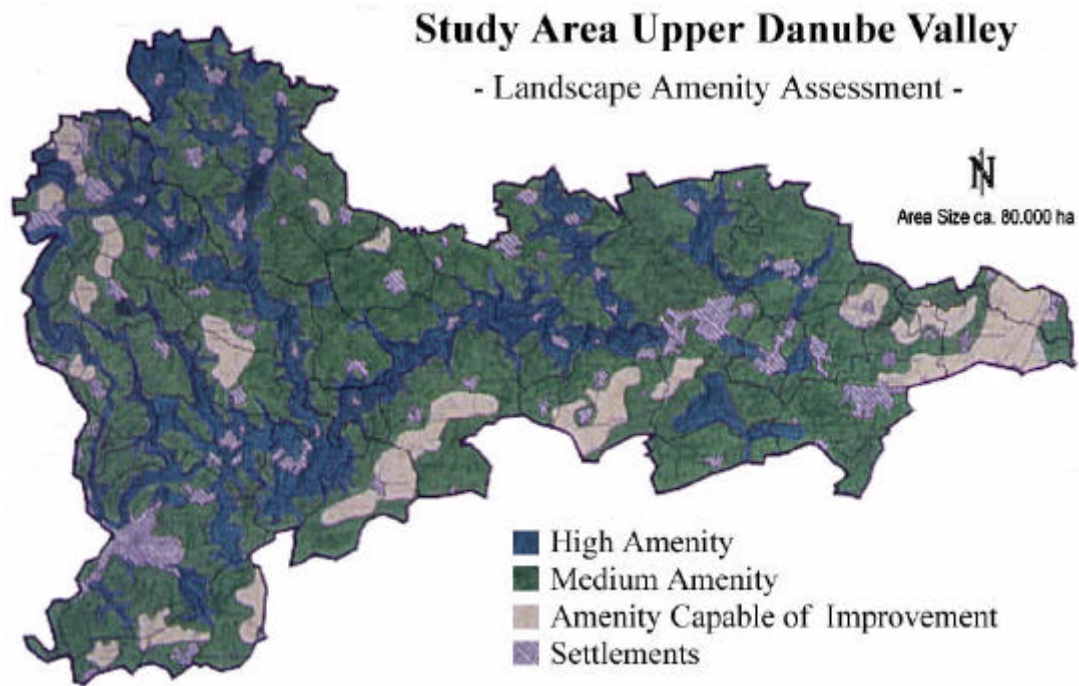 Study Area Upper Danube Valley
- Landscape Amenity Assessment -
N
Area Size ca. 80.000 ha
High Amenity
Medium Amenity
Amenity Capable of Improvement
Settlements